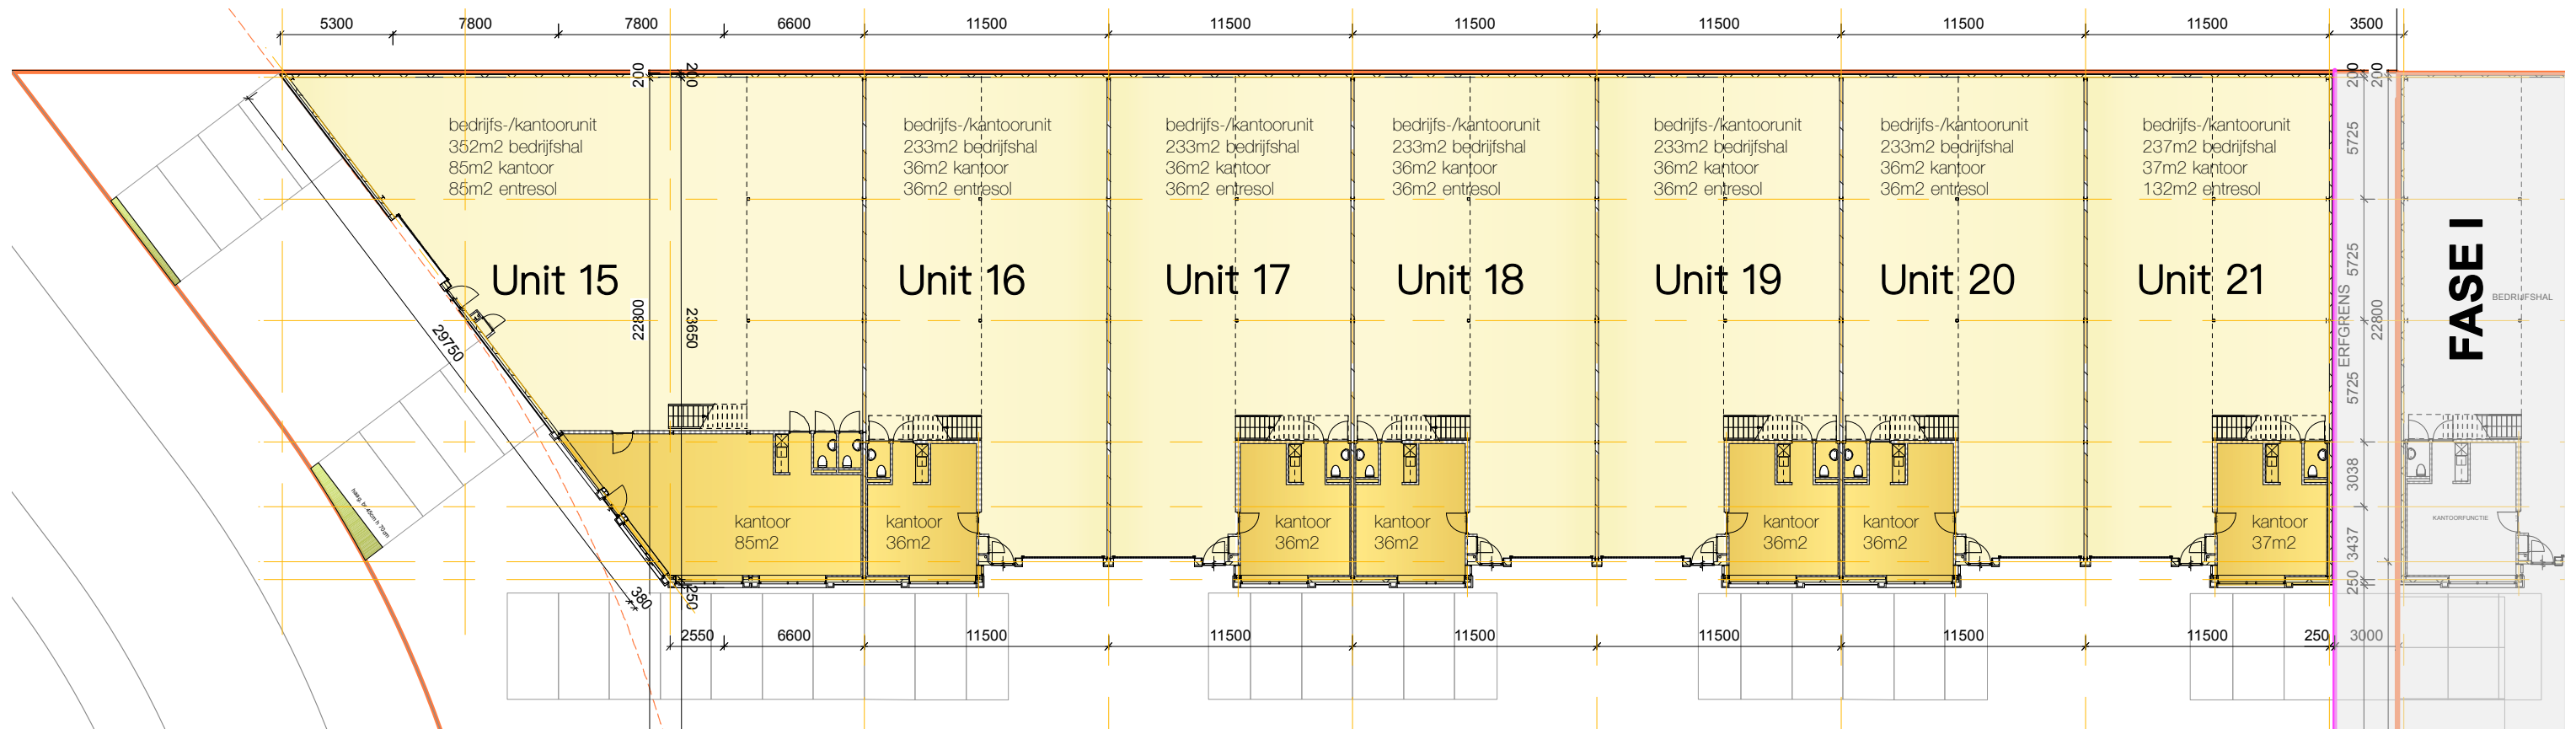 5300 7800 7800 6600 11500 11500 11500 11500 11500 11500 3500
200 200 200 200
bedrijfs-/kantoorunit
352m2 bedrijfshal
85m2 kantoor
85m2 entresol
bedrijfs-/kantoorunit
233m2 bedrijfshal
36m2 kantoor
36m2 entresol
bedrijfs-/kantoorunit
233m2 bedrijfshal
36m2 kantoor
36m2 entresol
bedrijfs-/kantoorunit
233m2 bedrijfshal
36m2 kantoor
36m2 entresol
bedrijfs-/kantoorunit
233m2 bedrijfshal
36m2 kantoor
36m2 entresol
bedrijfs-/kantoorunit
233m2 bedrijfshal
36m2 kantoor
36m2 entresol
bedrijfs-/kantoorunit
237m2 bedrijfshal
37m2 kantoor
132m2 entresol
Unit 15
Unit 16
Unit 17
Unit 18
Unit 19
Unit 20
Unit 21
FASE I
BEDRIJFSHAL
ERFGRENS
5725
5725
5725
3038
3437
250
22800
22800
23650
29750
380
250
haag, br 45cm h 70cm
kantoor
85m2
kantoor
36m2
kantoor
36m2
kantoor
36m2
kantoor
36m2
kantoor
36m2
kantoor
37m2
KANTOORFUNCTIE
2550 6600 11500 11500 11500 11500 11500 11500 250 3000